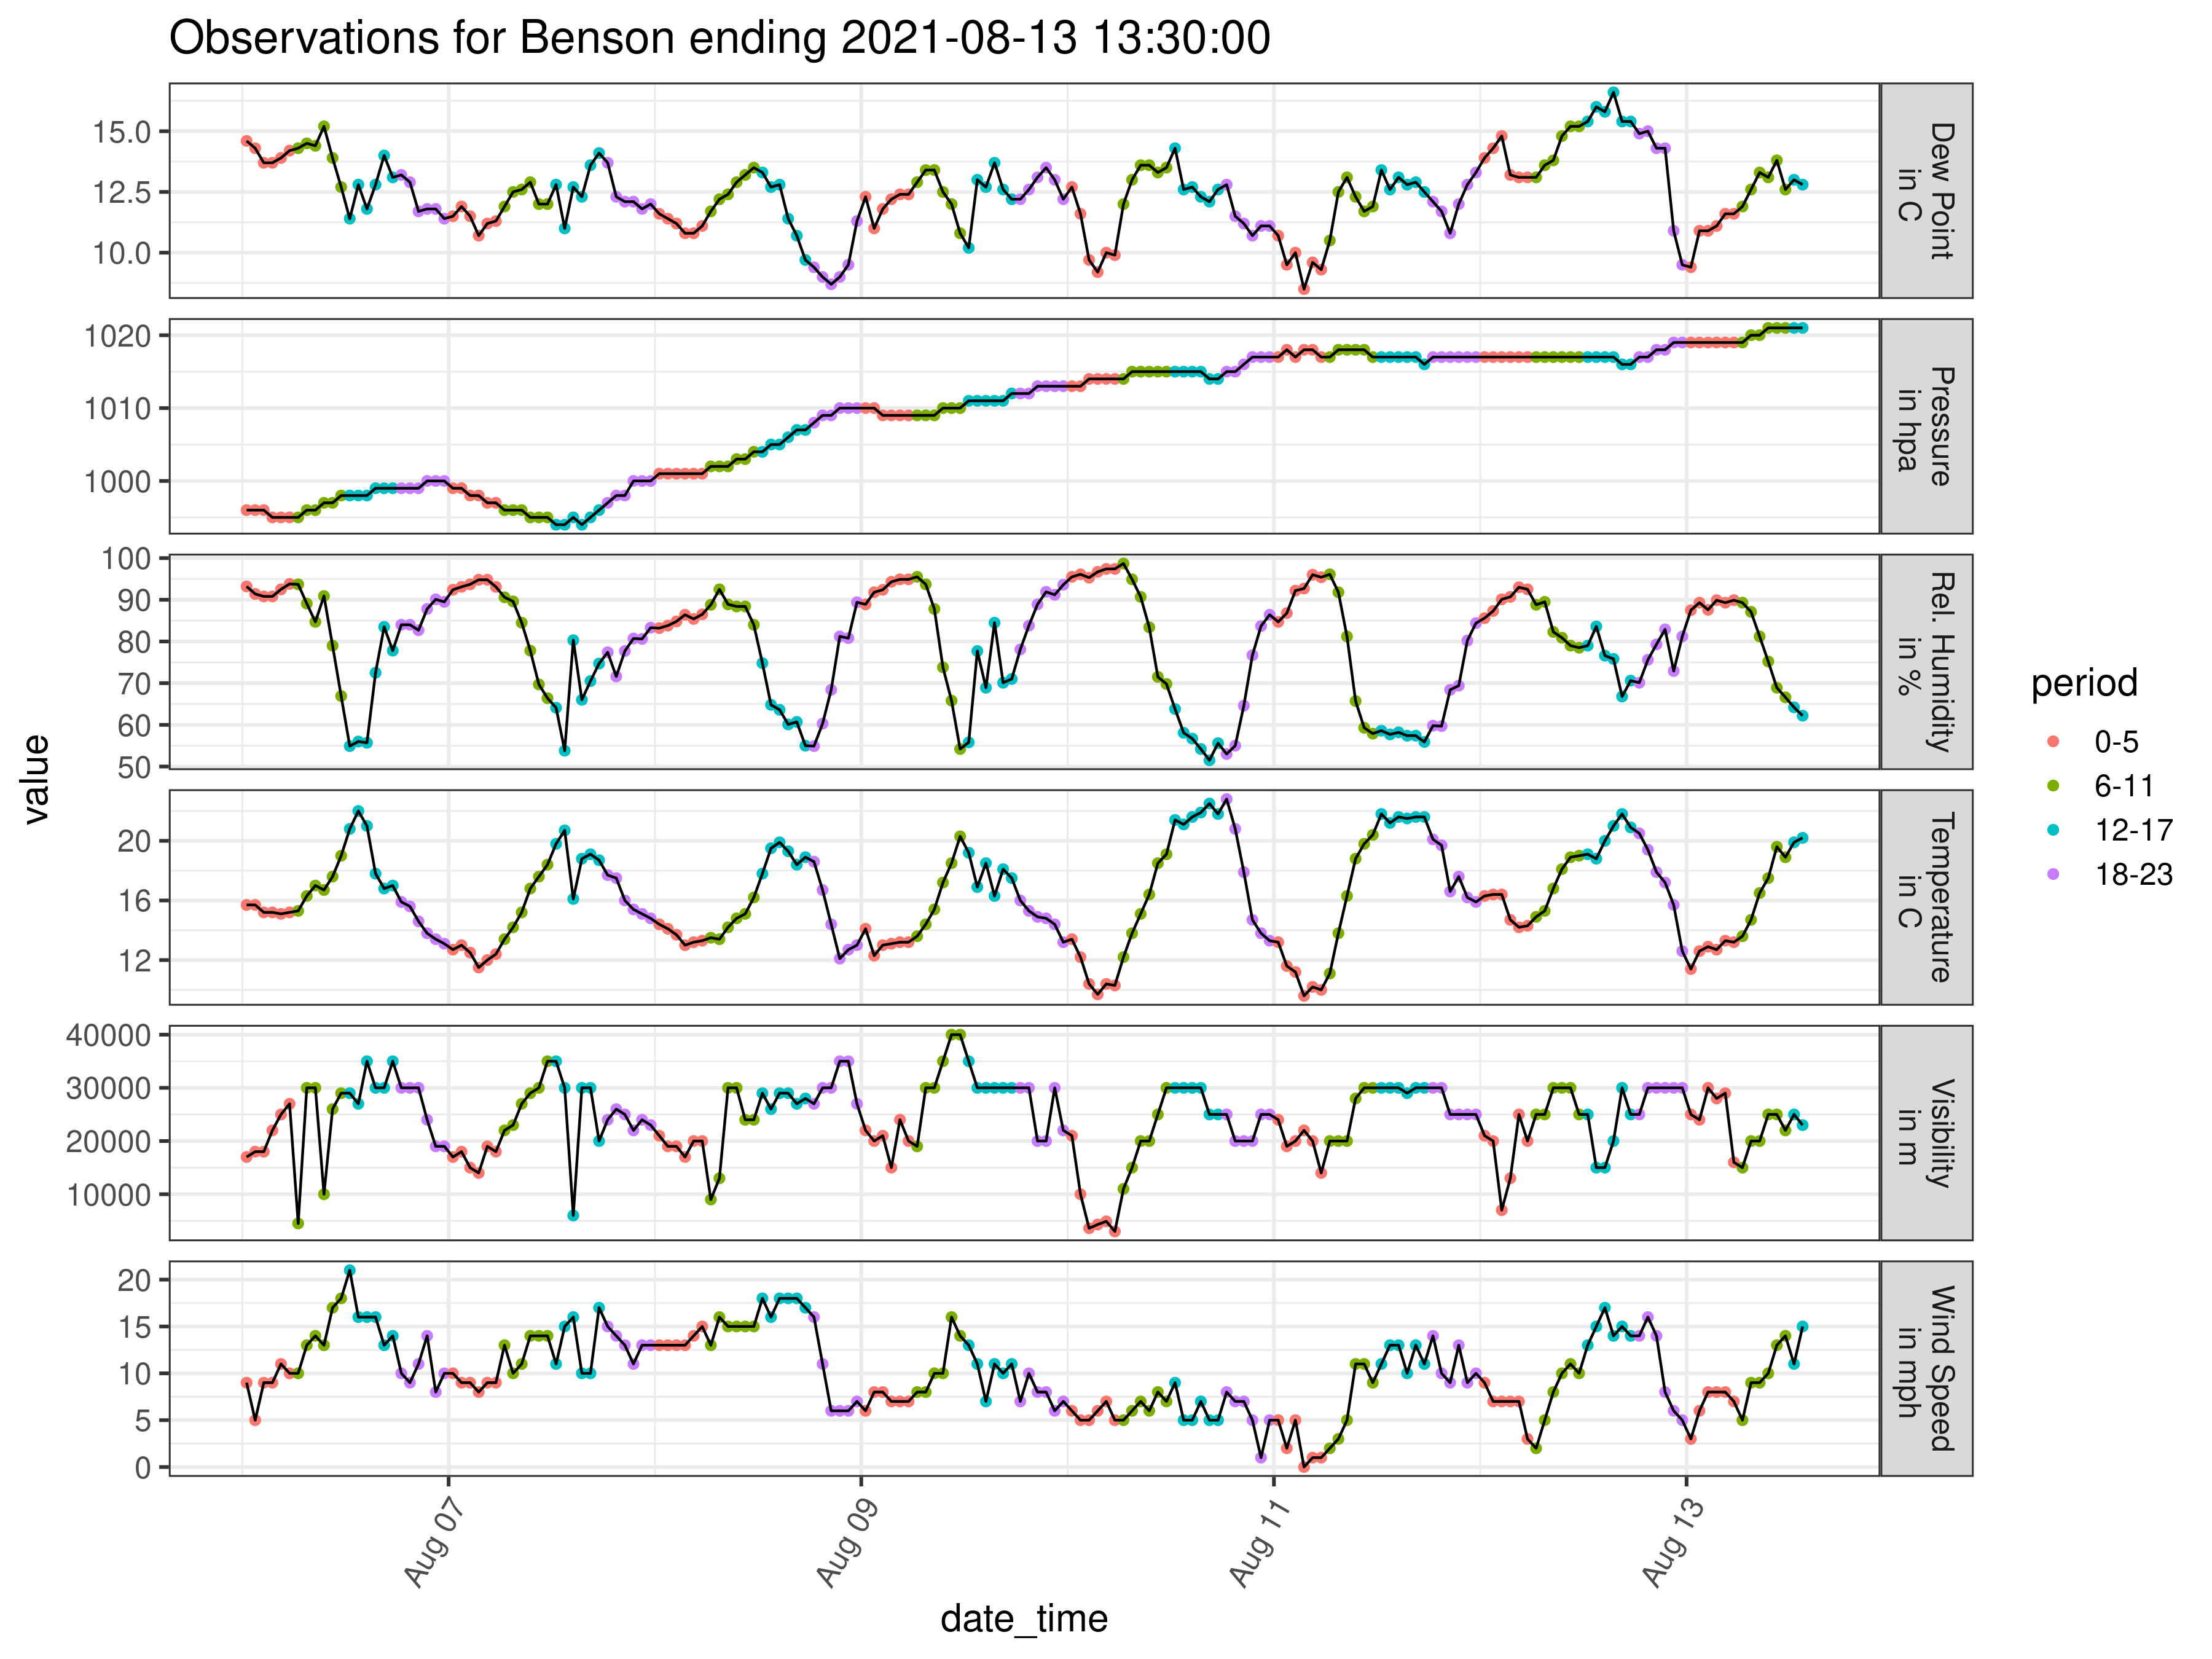 Observations for Benson ending 2021-08-13 13:30:00
value
15.0
12.5
10.0
Dew Point
in C
1020
1010
1000
Pressure
in hpa
100
90
80
70
60
50
Rel. Humidity
in %
20
16
12
Temperature
in C
40000
30000
20000
10000
Visibility
in m
20
15
10
5
0
Wind Speed
in mph
Aug 07
Aug 09
Aug 11
Aug 13
date_time
period
0-5
6-11
12-17
18-23